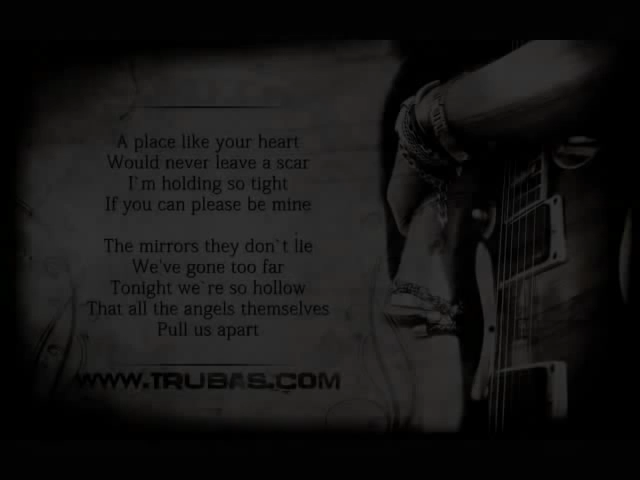 A place like your heart
Would never leave a scar
I`m holding so tight
If you can please be mine
The mirrors they don`t lie
We've gone too far
Tonight we`re so hollow
That all the angels themselves
Pull us apart
WWW.TRUBAS.COM